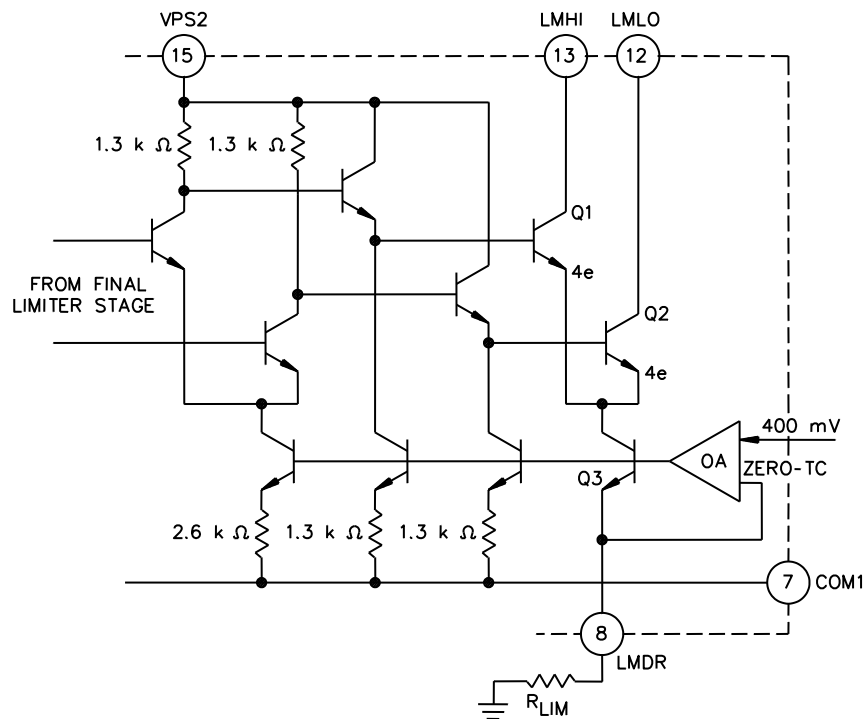 VPS2
LMHI
LMLO
15
13
12
1.3 k Ω
1.3 k Ω
Q1
4e
FROM FINAL
LIMITER STAGE
Q2
4e
400 mV
OA
ZERO-TC
Q3
2.6 k Ω
1.3 k Ω
1.3 k Ω
7
COM1
8
LMDR
RLIM